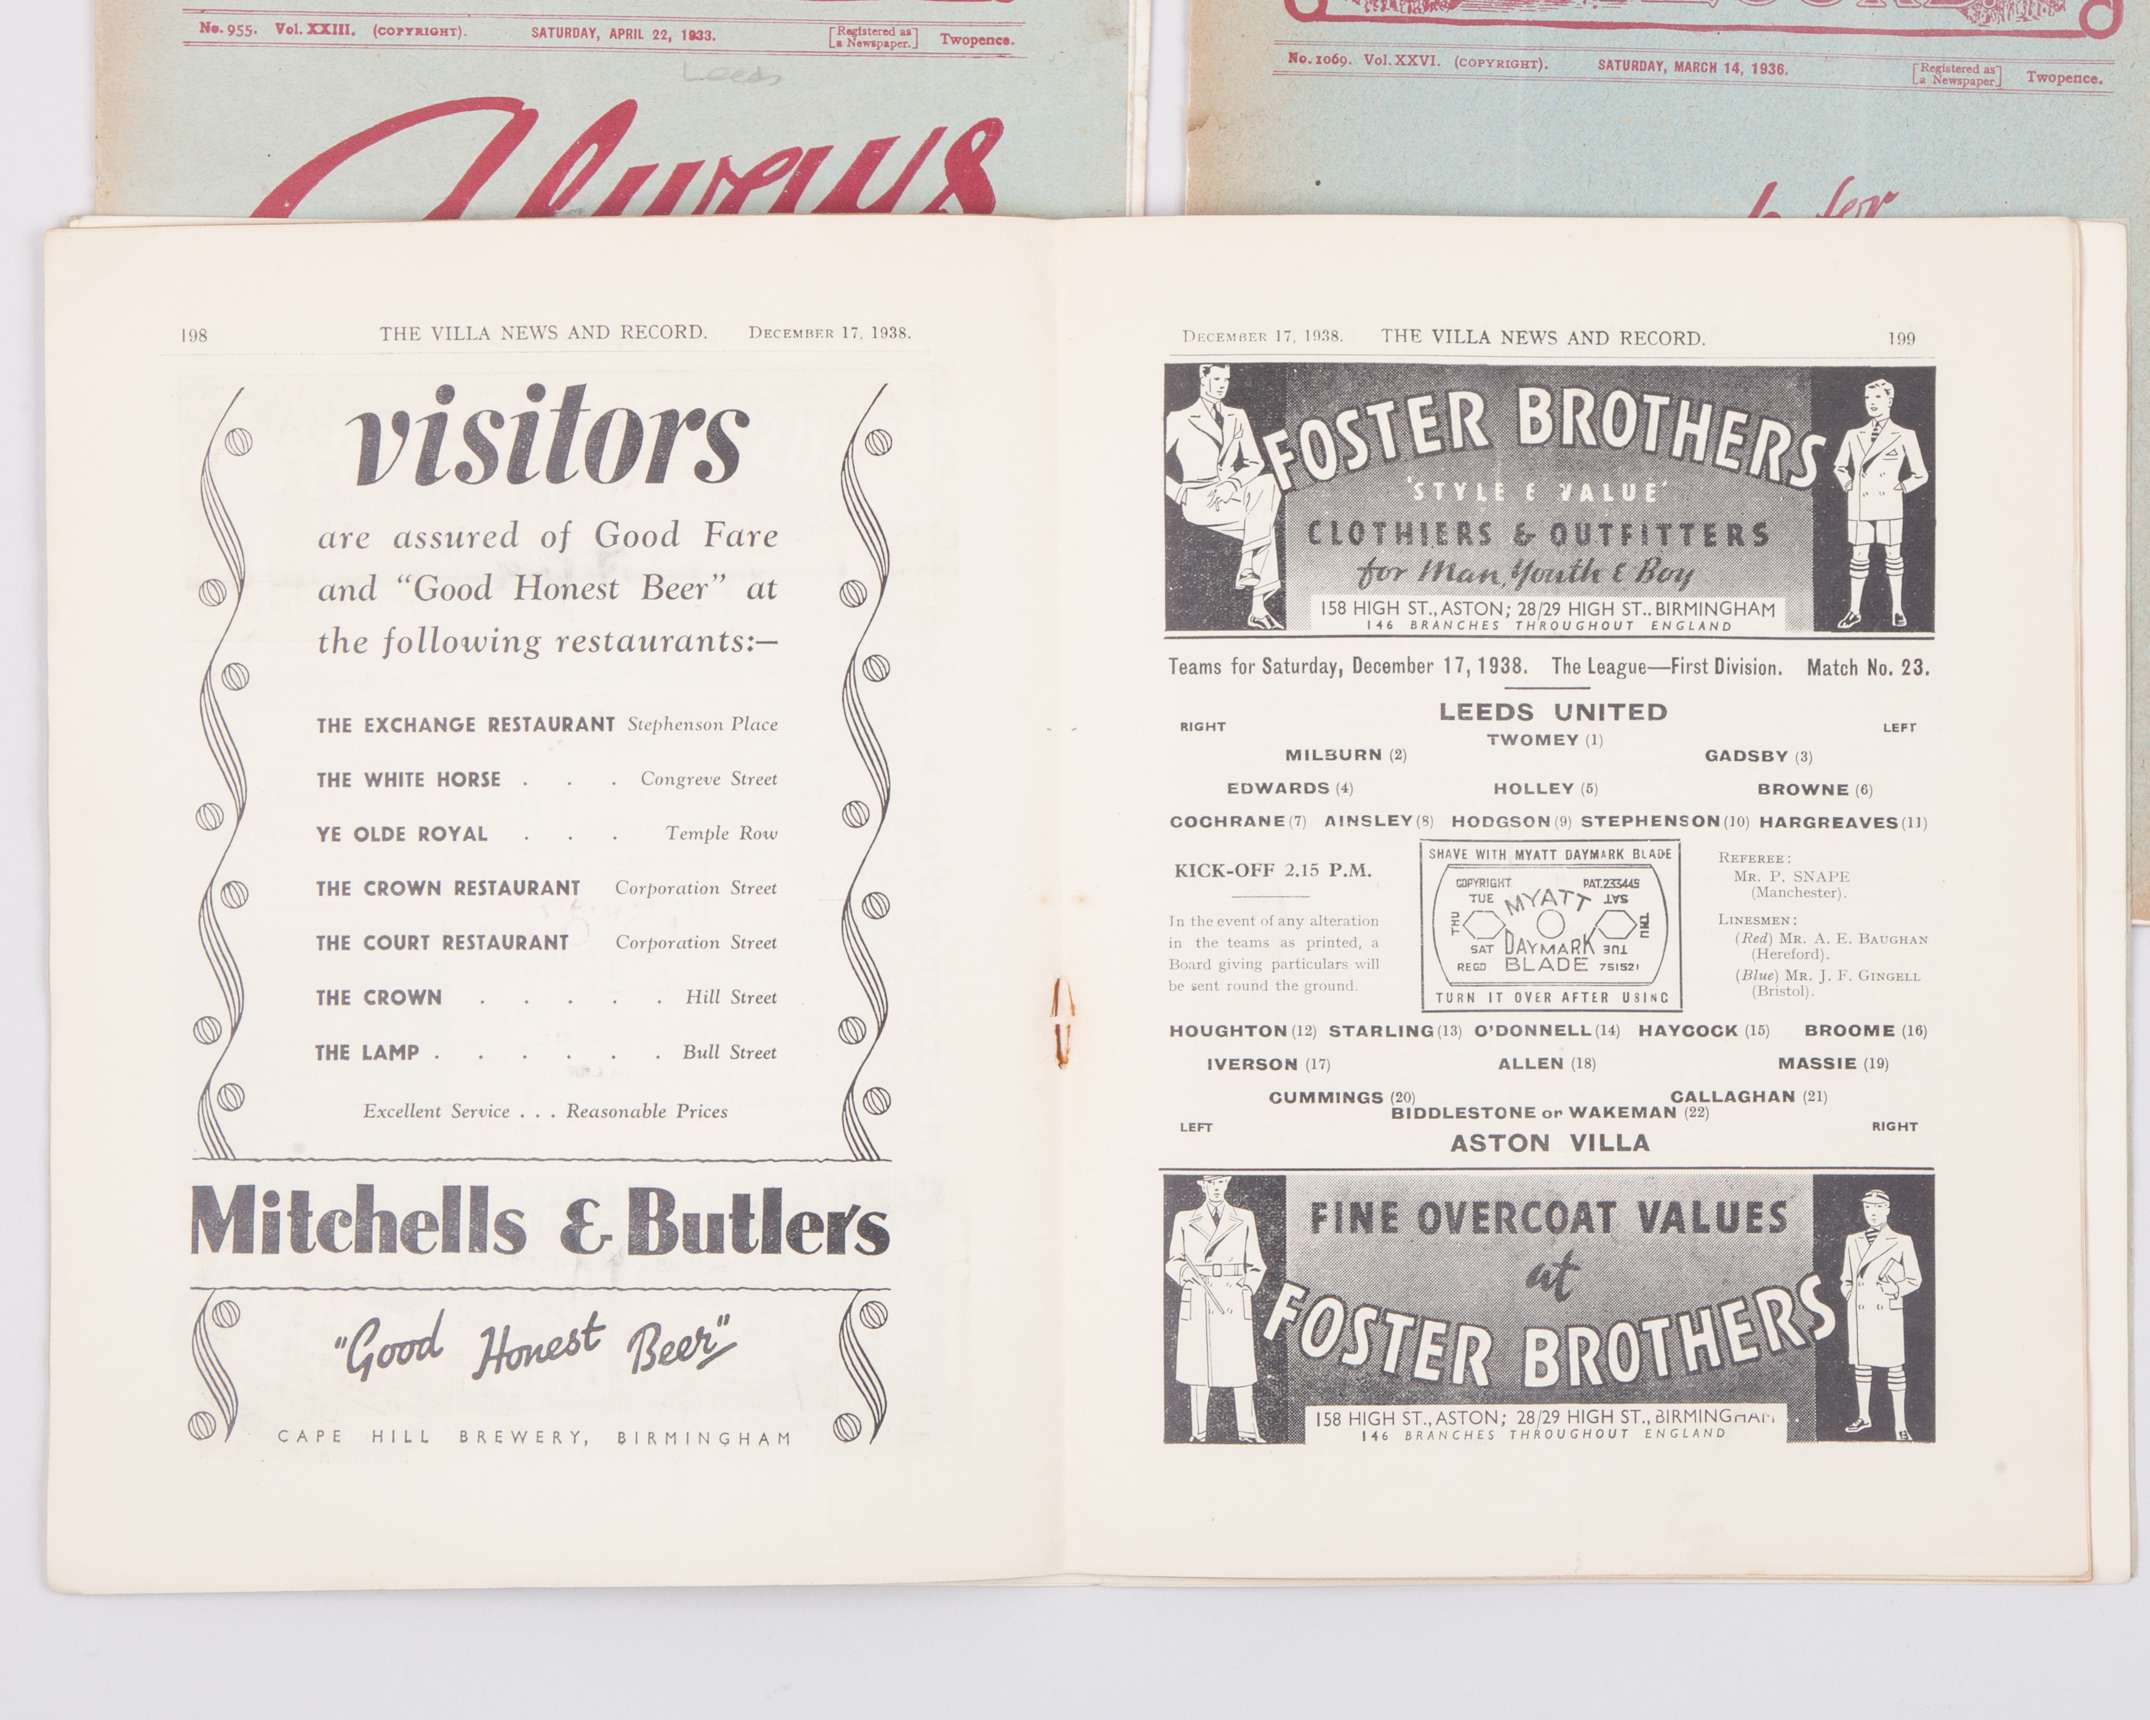 No. 955. Vol. XXIII. (COPYRIGHT). SATURDAY, APRIL 22, 1933. [Registered as a Newspaper.] Twopence.
Leeds
Always
No. 1069. Vol. XXVI. (COPYRIGHT). SATURDAY, MARCH 14, 1936. [Registered as a Newspaper] Twopence.
for
198 THE VILLA NEWS AND RECORD. DECEMBER 17, 1938.
visitors
are assured of Good Fare
and "Good Honest Beer" at
the following restaurants:—
THE EXCHANGE RESTAURANT Stephenson Place
THE WHITE HORSE . . . Congreve Street
YE OLDE ROYAL . . . Temple Row
THE CROWN RESTAURANT Corporation Street
THE COURT RESTAURANT Corporation Street
THE CROWN . . . . . Hill Street
THE LAMP . . . . . . Bull Street
Excellent Service . . . Reasonable Prices
Mitchells & Butlers
"Good Honest Beer"
CAPE HILL BREWERY, BIRMINGHAM
DECEMBER 17, 1938. THE VILLA NEWS AND RECORD. 199
FOSTER BROTHERS
'STYLE & VALUE'
CLOTHIERS & OUTFITTERS
for Man, Youth & Boy
158 HIGH ST., ASTON; 28/29 HIGH ST.. BIRMINGHAM
146 BRANCHES THROUGHOUT ENGLAND
Teams for Saturday, December 17, 1938. The League—First Division. Match No. 23.
LEEDS UNITED
RIGHT LEFT
TWOMEY (1)
MILBURN (2) GADSBY (3)
EDWARDS (4) HOLLEY (5) BROWNE (6)
COCHRANE (7) AINSLEY (8) HODGSON (9) STEPHENSON (10) HARGREAVES (11)
KICK-OFF 2.15 P.M.
In the event of any alteration
in the teams as printed, a
Board giving particulars will
be sent round the ground.
SHAVE WITH MYATT DAYMARK BLADE
COPYRIGHT PAT.233445
TUE MYATT SAT
THU THU
SAT DAYMARK TUE
REGD BLADE 751521
TURN IT OVER AFTER USING
REFEREE:
MR. P. SNAPE
(Manchester).
LINESMEN:
(Red) MR. A. E. BAUGHAN
(Hereford).
(Blue) MR. J. F. GINGELL
(Bristol).
HOUGHTON (12) STARLING (13) O'DONNELL (14) HAYCOCK (15) BROOME (16)
IVERSON (17) ALLEN (18) MASSIE (19)
CUMMINGS (20) CALLAGHAN (21)
BIDDLESTONE or WAKEMAN (22)
LEFT RIGHT
ASTON VILLA
FINE OVERCOAT VALUES
at
FOSTER BROTHERS
158 HIGH ST., ASTON; 28/29 HIGH ST., BIRMINGHAM
146 BRANCHES THROUGHOUT ENGLAND